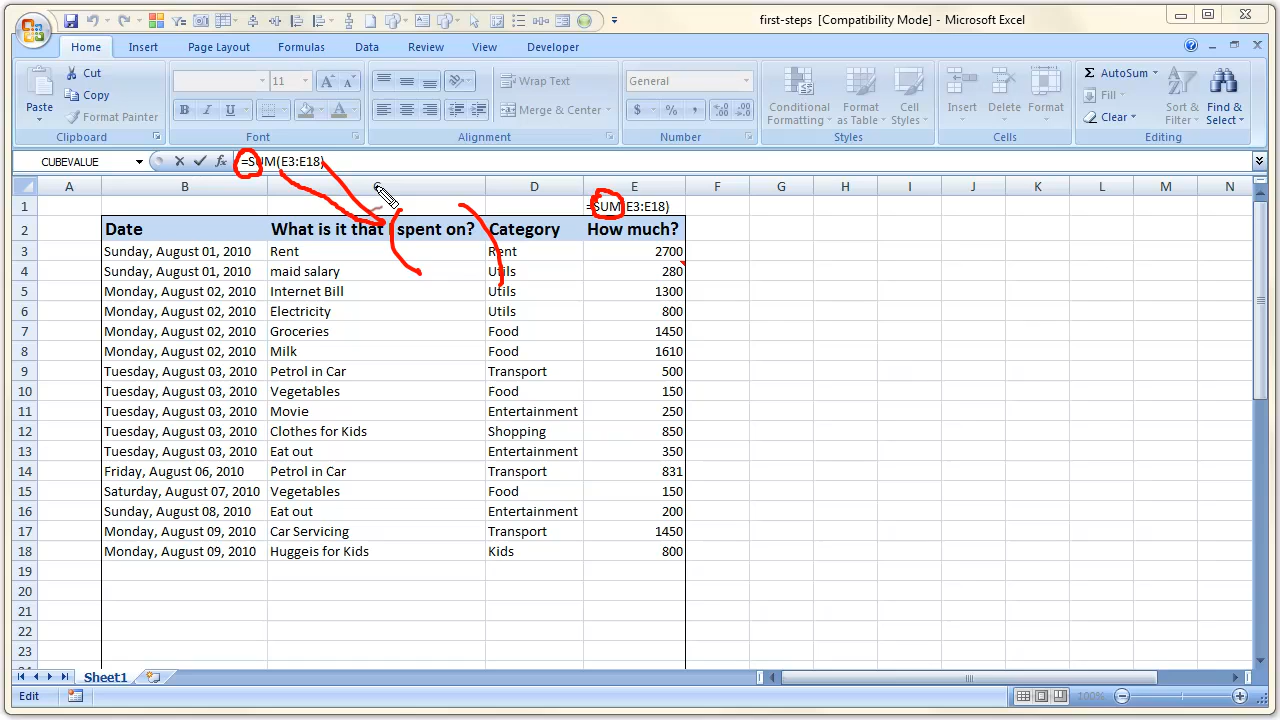 first-steps [Compatibility Mode] - Microsoft Excel
Home Insert Page Layout Formulas Data Review View Developer
Cut 11 A A Wrap Text General AutoSum
Paste Copy Conditional Formatting Format as Table Cell Styles Insert Delete Format Fill Sort & Filter Find & Select
Format Painter B I U A Merge & Center $ % , Clear
Clipboard Font Alignment Number Styles Cells Editing
CUBEVALUE fx =SUM(E3:E18)
A B C D E F G H I J K L M N
1 =SUM(E3:E18)
2 Date What is it that I spent on? Category How much?
3 Sunday, August 01, 2010 Rent Rent 2700
4 Sunday, August 01, 2010 maid salary Utils 280
5 Monday, August 02, 2010 Internet Bill Utils 1300
6 Monday, August 02, 2010 Electricity Utils 800
7 Monday, August 02, 2010 Groceries Food 1450
8 Monday, August 02, 2010 Milk Food 1610
9 Tuesday, August 03, 2010 Petrol in Car Transport 500
10 Tuesday, August 03, 2010 Vegetables Food 150
11 Tuesday, August 03, 2010 Movie Entertainment 250
12 Tuesday, August 03, 2010 Clothes for Kids Shopping 850
13 Tuesday, August 03, 2010 Eat out Entertainment 350
14 Friday, August 06, 2010 Petrol in Car Transport 831
15 Saturday, August 07, 2010 Vegetables Food 150
16 Sunday, August 08, 2010 Eat out Entertainment 200
17 Monday, August 09, 2010 Car Servicing Transport 1450
18 Monday, August 09, 2010 Huggeis for Kids Kids 800
19
20
21
22
23
Sheet1
Edit 100%